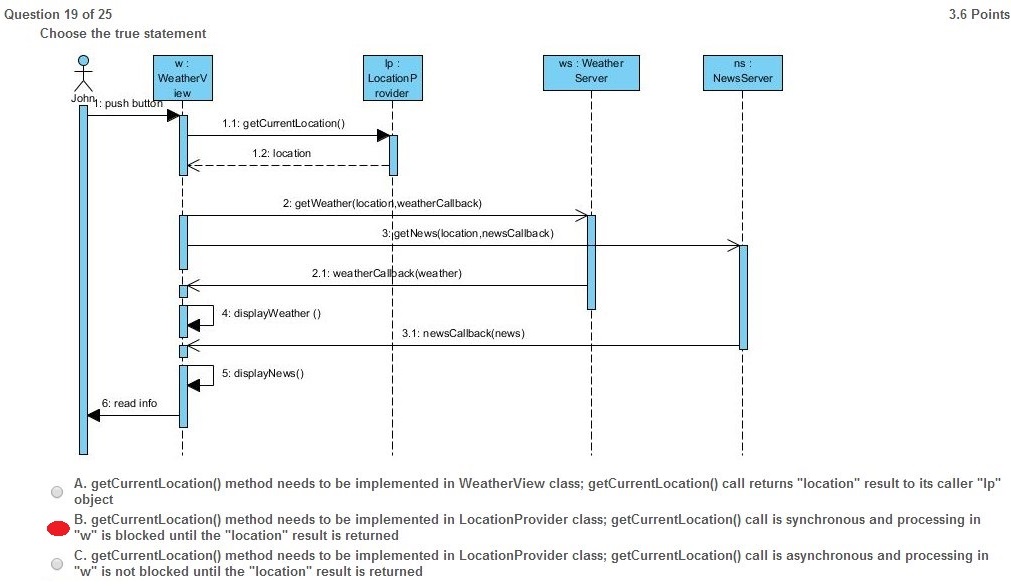 Question 19 of 25
3.6 Points
Choose the true statement
w :
WeatherV
iew
lp :
LocationP
rovider
ws : Weather
Server
ns :
NewsServer
John
1: push button
1.1: getCurrentLocation()
1.2: location
2: getWeather(location,weatherCallback)
3: getNews(location,newsCallback)
2.1: weatherCallback(weather)
4: displayWeather ()
3.1: newsCallback(news)
5: displayNews()
6: read info
A. getCurrentLocation() method needs to be implemented in WeatherView class; getCurrentLocation() call returns "location" result to its caller "lp"
object
B. getCurrentLocation() method needs to be implemented in LocationProvider class; getCurrentLocation() call is synchronous and processing in
"w" is blocked until the "location" result is returned
C. getCurrentLocation() method needs to be implemented in LocationProvider class; getCurrentLocation() call is asynchronous and processing in
"w" is not blocked until the "location" result is returned